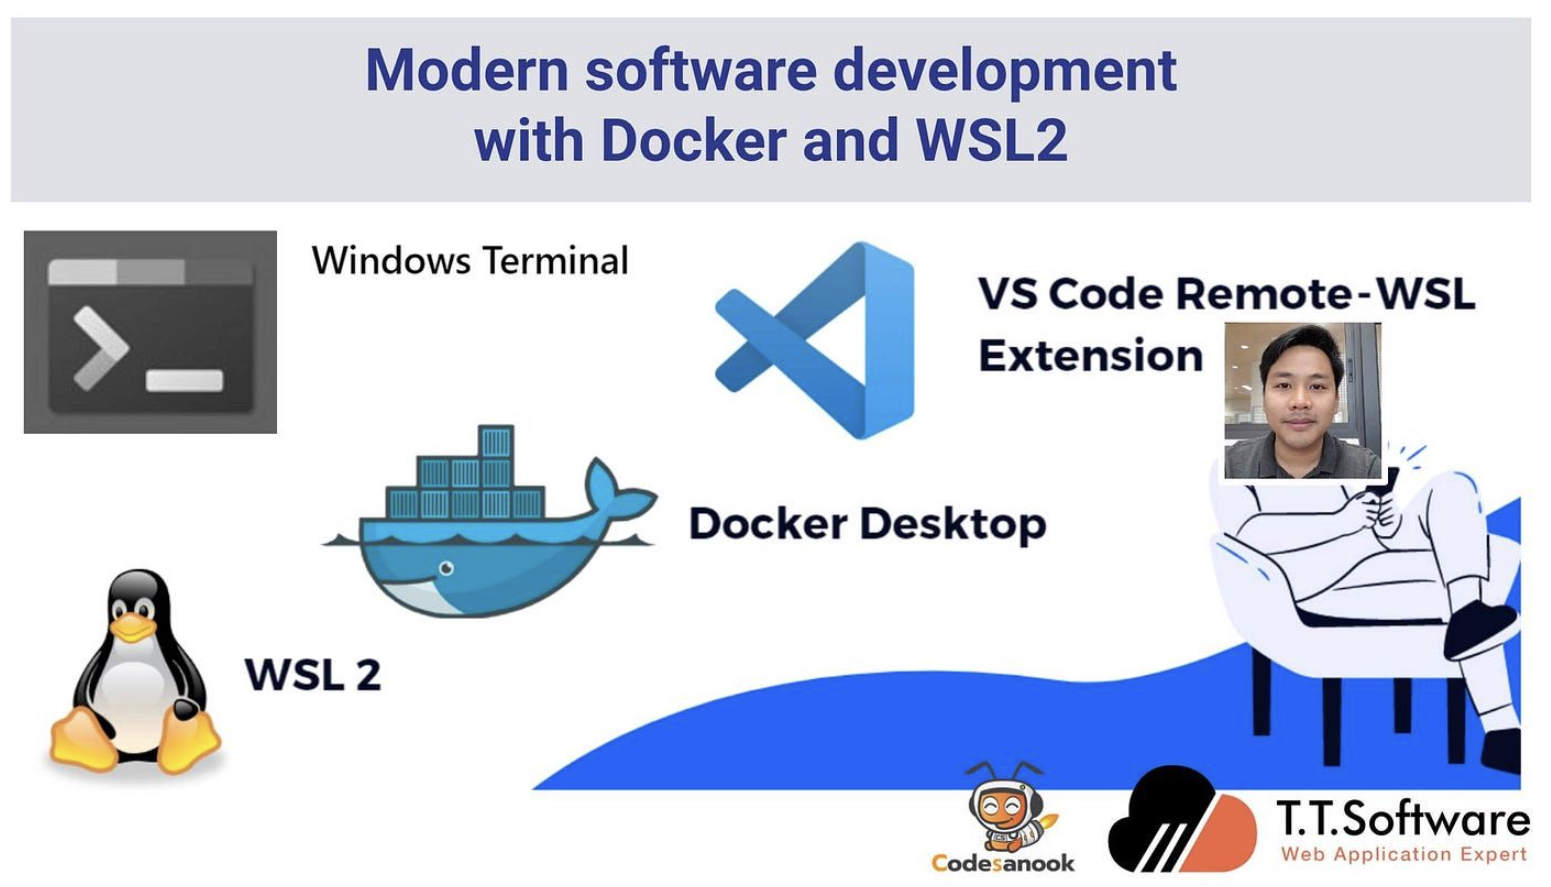 Modern software development
with Docker and WSL2
Windows Terminal
VS Code Remote-WSL
Extension
Docker Desktop
WSL 2
Codesanook
T.T.Software
Web Application Expert